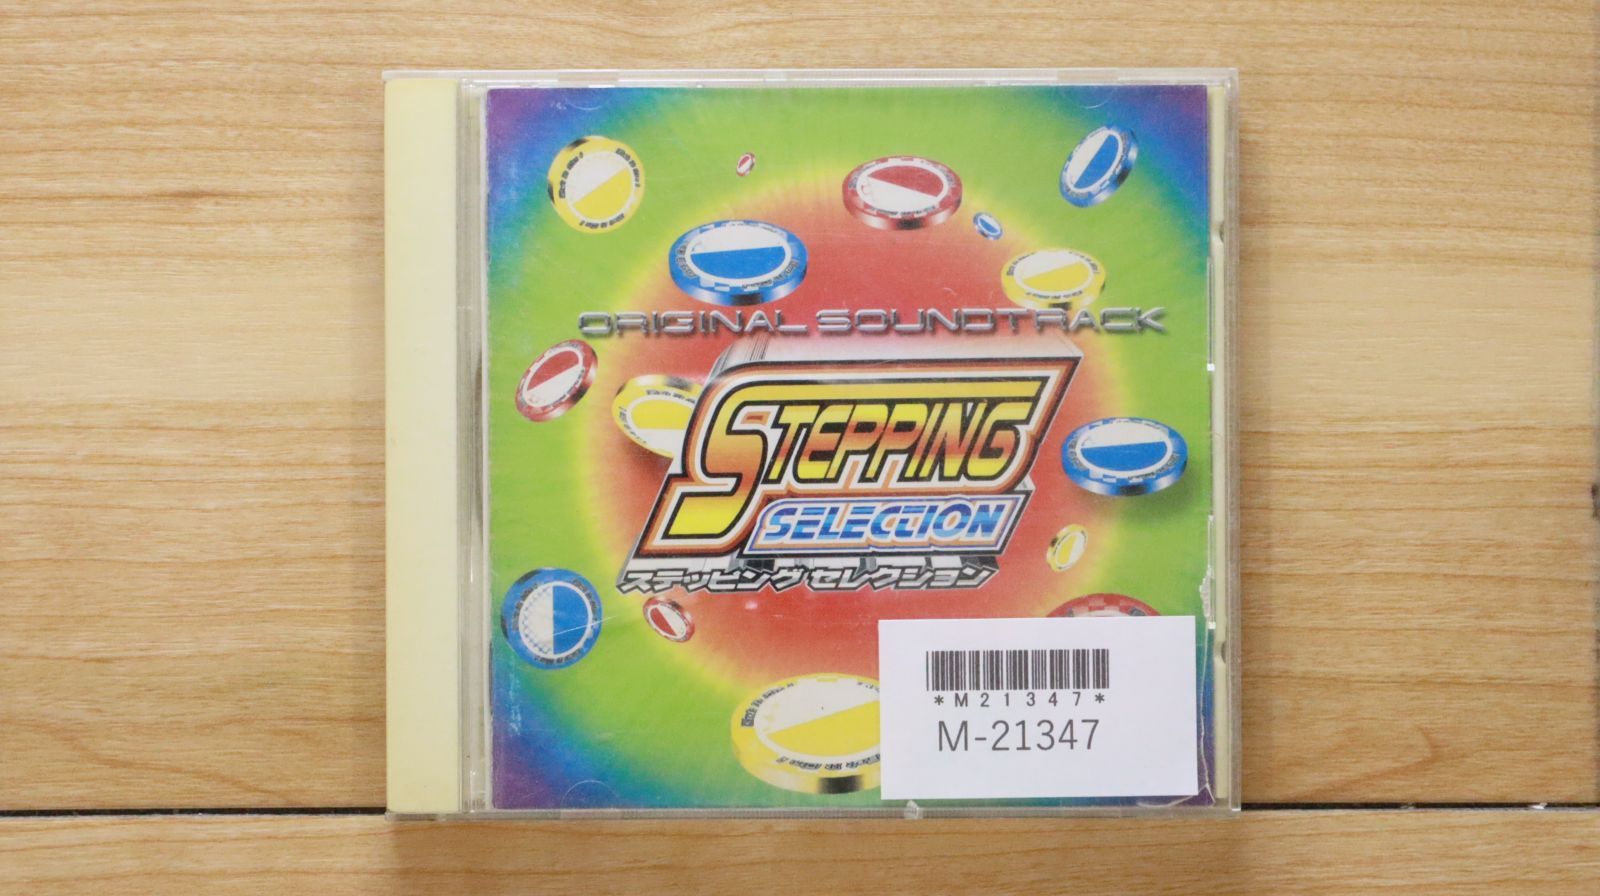 ORIGINAL SOUNDTRACK
STEPPING
SELECTION
ステッピング セレクション
*M21347*
M-21347